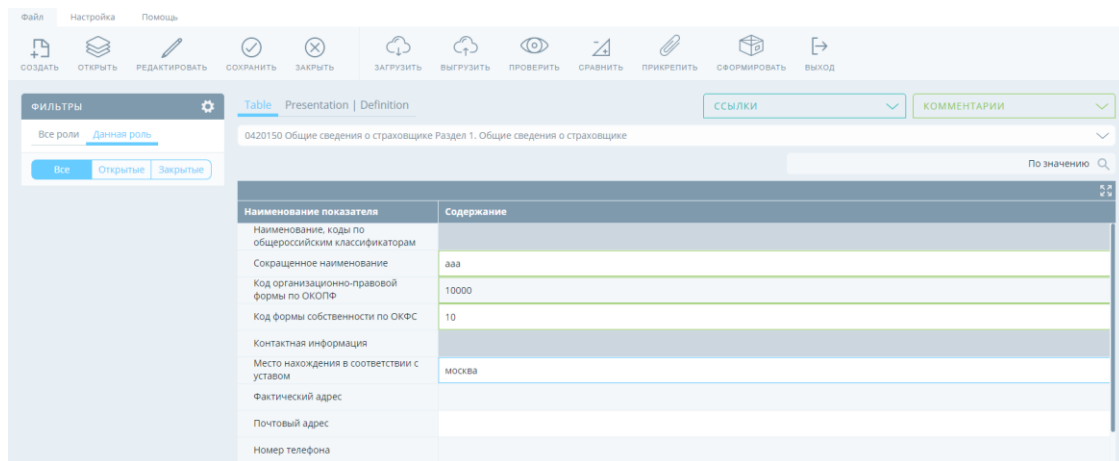 Файл Настройка Помощь
СОЗДАТЬ ОТКРЫТЬ РЕДАКТИРОВАТЬ СОХРАНИТЬ ЗАКРЫТЬ ЗАГРУЗИТЬ ВЫГРУЗИТЬ ПРОВЕРИТЬ СРАВНИТЬ ПРИКРЕПИТЬ СФОРМИРОВАТЬ ВЫХОД
ФИЛЬТРЫ
Все роли Данная роль
Все Открытые Закрытые
Table Presentation | Definition
ССЫЛКИ
КОММЕНТАРИИ
0420150 Общие сведения о страховщике Раздел 1. Общие сведения о страховщике
По значению
Наименование показателя Содержание
Наименование, коды по
общероссийским классификаторам
Сокращенное наименование ааа
Код организационно-правовой
формы по ОКОПФ
10000
Код формы собственности по ОКФС 10
Контактная информация
Место нахождения в соответствии с
уставом
москва
Фактический адрес
Почтовый адрес
Номер телефона